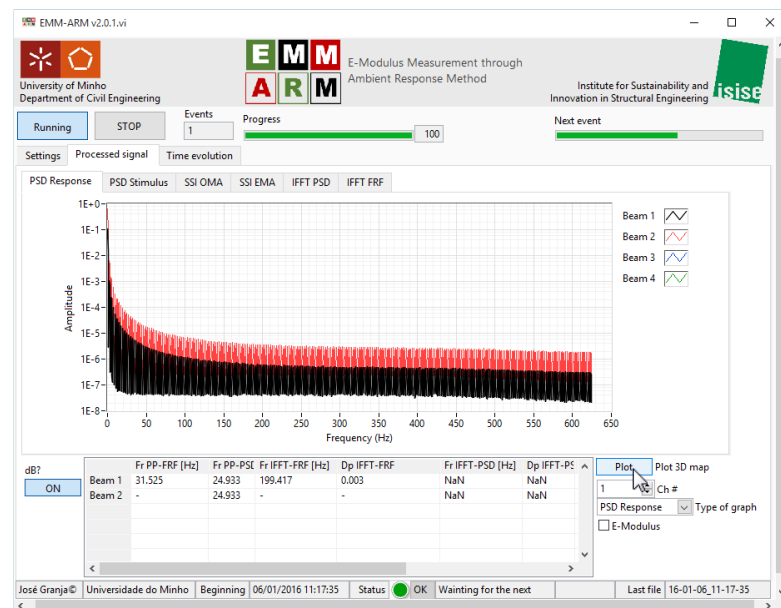 EMM-ARM v2.0.1.vi
University of Minho
Department of Civil Engineering
E M M
A R M
E-Modulus Measurement through
Ambient Response Method
Institute for Sustainability and
Innovation in Structural Engineering
isise
Running
STOP
Events
1
Progress
100
Next event
Settings Processed signal Time evolution
PSD Response PSD Stimulus SSI OMA SSI EMA IFFT PSD IFFT FRF
Amplitude
1E+0
1E-1
1E-2
1E-3
1E-4
1E-5
1E-6
1E-7
1E-8
0 50 100 150 200 250 300 350 400 450 500 550 600 650
Frequency (Hz)
Beam 1
Beam 2
Beam 3
Beam 4
dB?
ON
Fr PP-FRF [Hz] Fr PP-PSD Fr IFFT-FRF [Hz] Dp IFFT-FRF Fr IFFT-PSD [Hz] Dp IFFT-PS
Beam 1 31.525 24.933 199.417 0.003 NaN NaN
Beam 2 - 24.933 - - NaN NaN
Plot Plot 3D map
1 Ch #
PSD Response Type of graph
E-Modulus
José Granja© Universidade do Minho Beginning 06/01/2016 11:17:35 Status OK Wainting for the next Last file 16-01-06_11-17-35